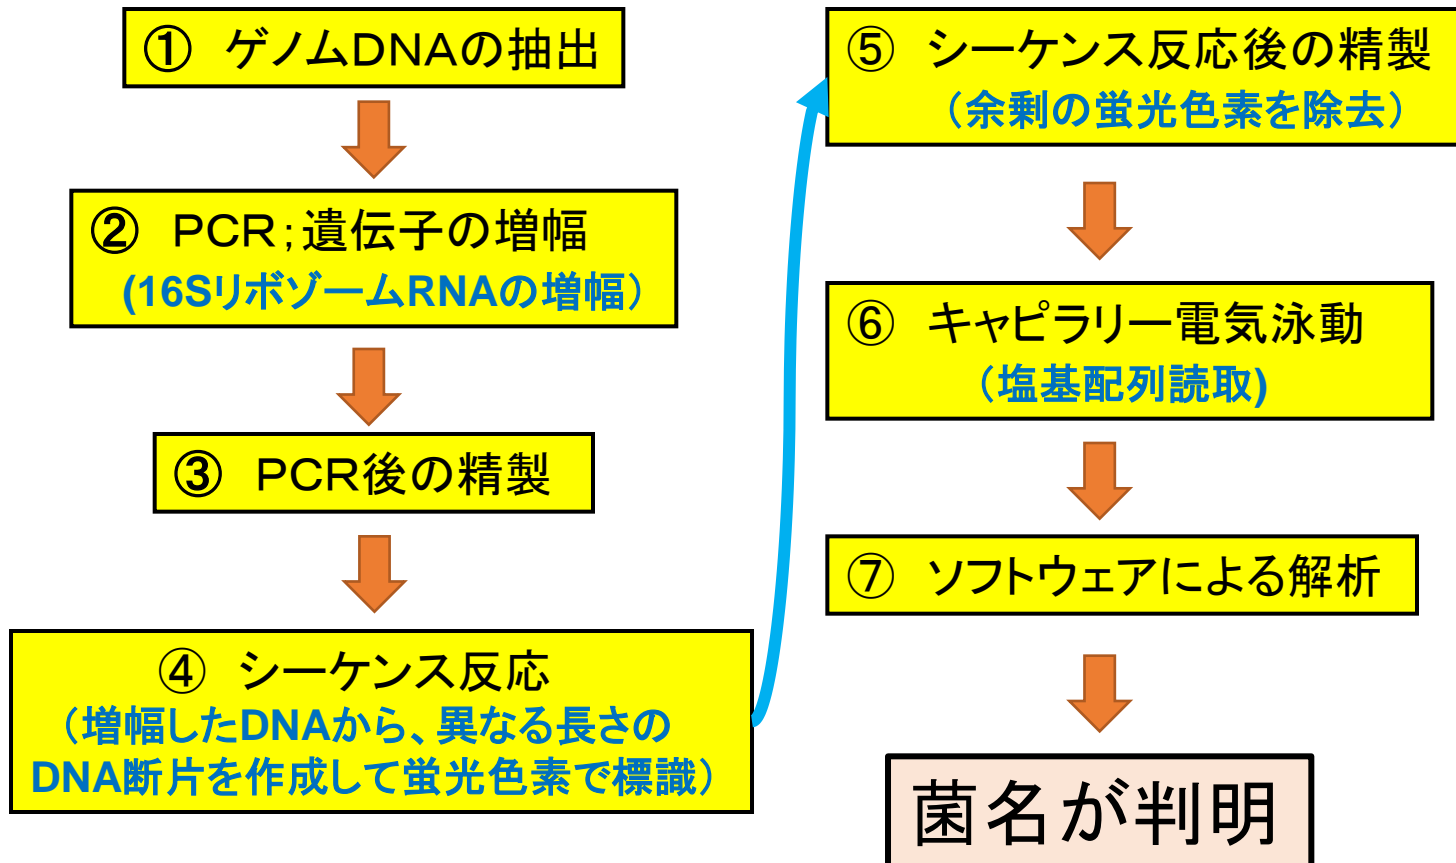 ① ゲノムDNAの抽出
② PCR;遺伝子の増幅
(16SリボゾームRNAの増幅）
③ PCR後の精製
④ シーケンス反応
（増幅したDNAから、異なる長さの
DNA断片を作成して蛍光色素で標識）
⑤ シーケンス反応後の精製
（余剰の蛍光色素を除去）
⑥ キャピラリー電気泳動
（塩基配列読取)
⑦ ソフトウェアによる解析
菌名が判明